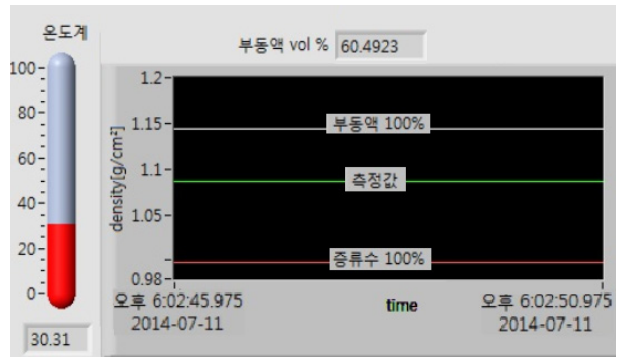 온도계
부동액 vol % 60.4923
100
80
60
40
20
0
30.31
density[g/cm²]
1.2
1.15
1.1
1.05
0.98
부동액 100%
측정값
증류수 100%
오후 6:02:45.975
2014-07-11
time
오후 6:02:50.975
2014-07-11